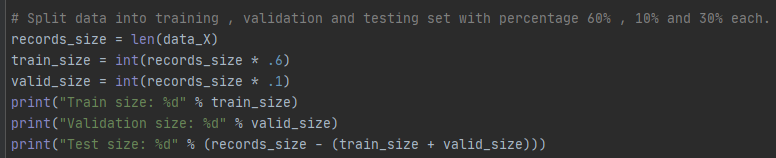 # Split data into training , validation and testing set with percentage 60% , 10% and 30% each.
records_size = len(data_X)
train_size = int(records_size * .6)
valid_size = int(records_size * .1)
print("Train size: %d" % train_size)
print("Validation size: %d" % valid_size)
print("Test size: %d" % (records_size - (train_size + valid_size)))